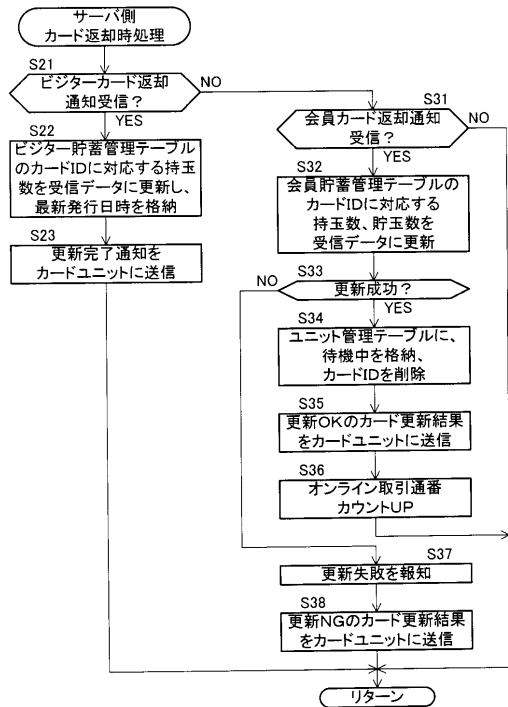 サーバ側
カード返却時処理
S21
ビジターカード返却
通知受信？
NO
YES
S22
ビジター貯蓄管理テーブル
のカードIDに対応する持玉
数を受信データに更新し、
最新発行日時を格納
S23
更新完了通知を
カードユニットに送信
S31
会員カード返却通知
受信？
NO
YES
S32
会員貯蓄管理テーブルの
カードIDに対応する
持玉数、貯玉数を
受信データに更新
S33
更新成功？
NO
YES
S34
ユニット管理テーブルに、
待機中を格納、
カードIDを削除
S35
更新OKのカード更新結果
をカードユニットに送信
S36
オンライン取引通番
カウントUP
S37
更新失敗を報知
S38
更新NGのカード更新結果
をカードユニットに送信
リターン